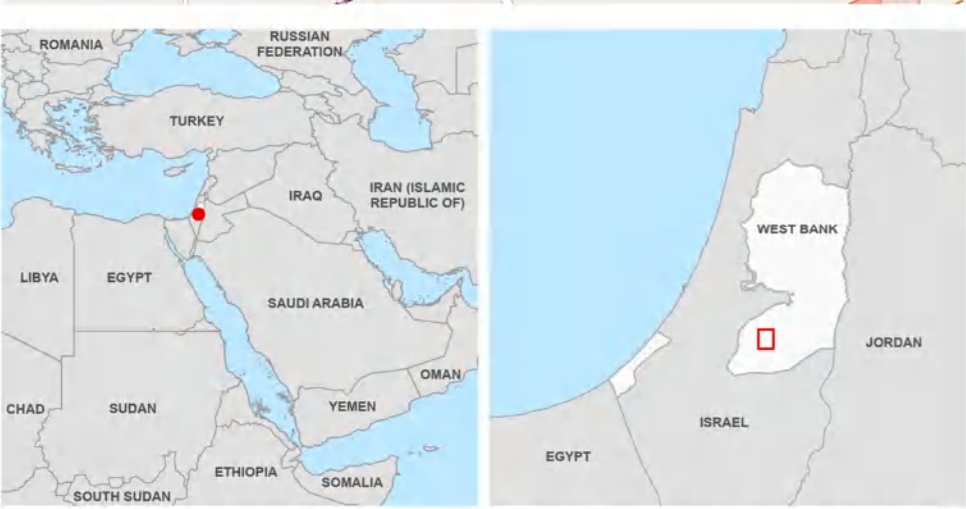 ROMANIA
RUSSIAN
FEDERATION
TURKEY
IRAQ
IRAN (ISLAMIC
REPUBLIC OF)
LIBYA
EGYPT
SAUDI ARABIA
OMAN
CHAD
SUDAN
YEMEN
ETHIOPIA
SOMALIA
SOUTH SUDAN
WEST BANK
JORDAN
ISRAEL
EGYPT